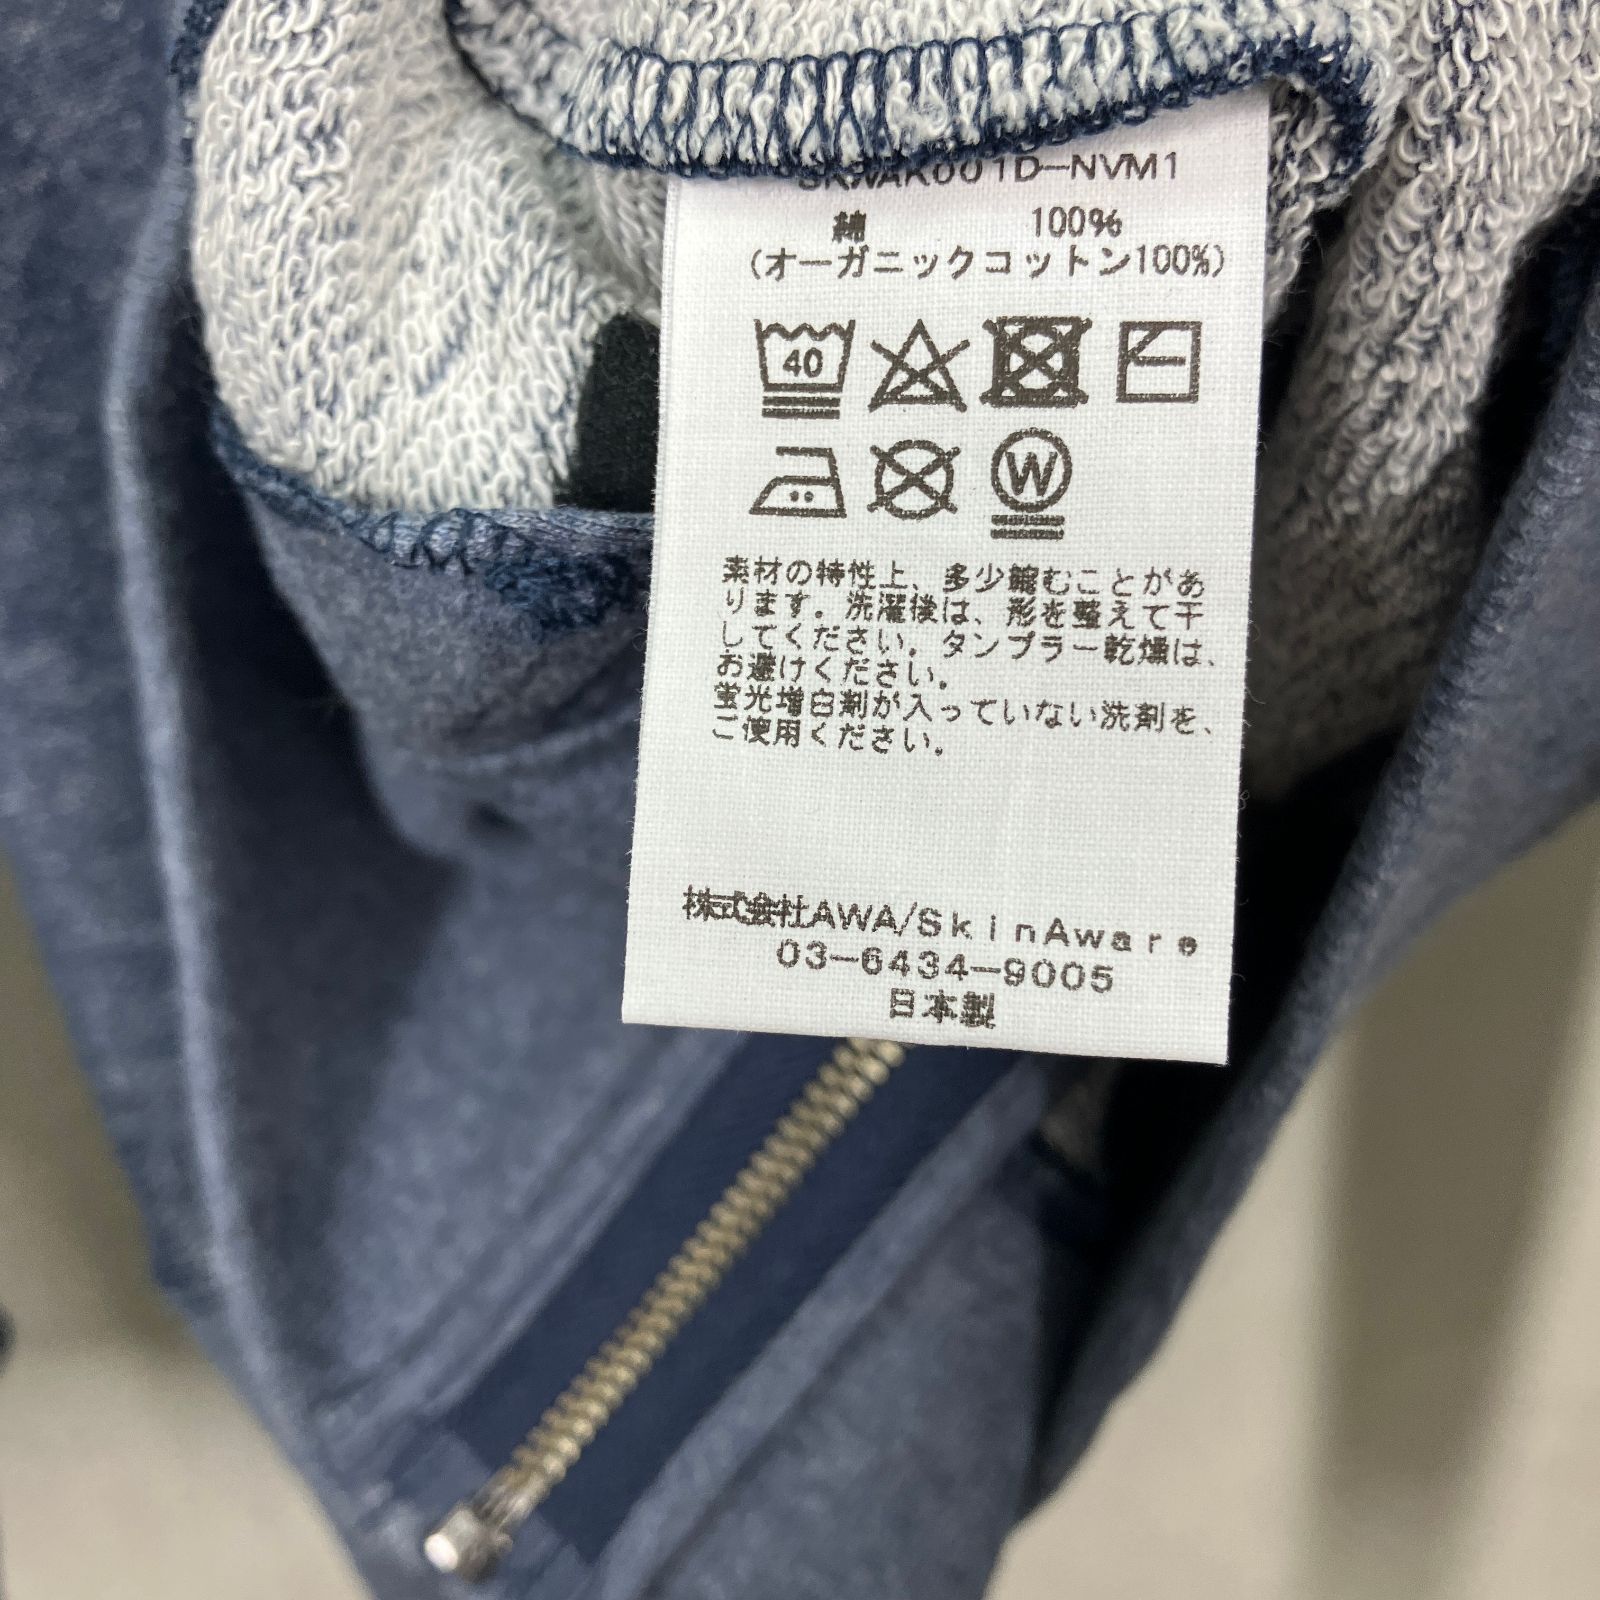 SKWAK001D-NVM1
綿 100%
(オーガニックコットン100%)
40
W
素材の特性上、多少縮むことがあ
ります。洗濯後は、形を整えて干
してください。タンブラー乾燥は、
お避けください。
蛍光増白剤が入っていない洗剤を、
ご使用ください。
株式会社AWA/SkinAware
03-6434-9005
日本製